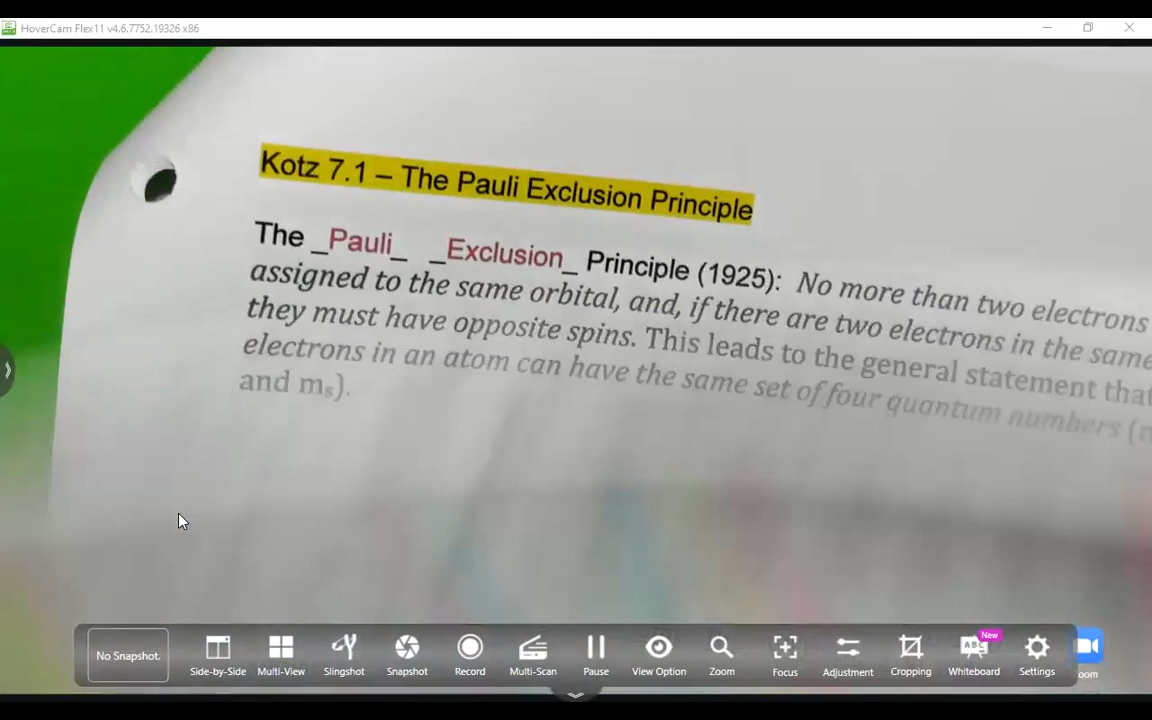 HoverCam Flex11 v4.6.7752.19326 x86
Kotz 7.1 – The Pauli Exclusion Principle
The _Pauli_ _Exclusion_ Principle (1925): No more than two electrons
assigned to the same orbital, and, if there are two electrons in the same
they must have opposite spins. This leads to the general statement that
electrons in an atom can have the same set of four quantum numbers (
and ms).
No Snapshot.
Side-by-Side
Multi-View
Slingshot
Snapshot
Record
Multi-Scan
Pause
View Option
Zoom
Focus
Adjustment
Cropping
ABC
New
Whiteboard
Settings
oom